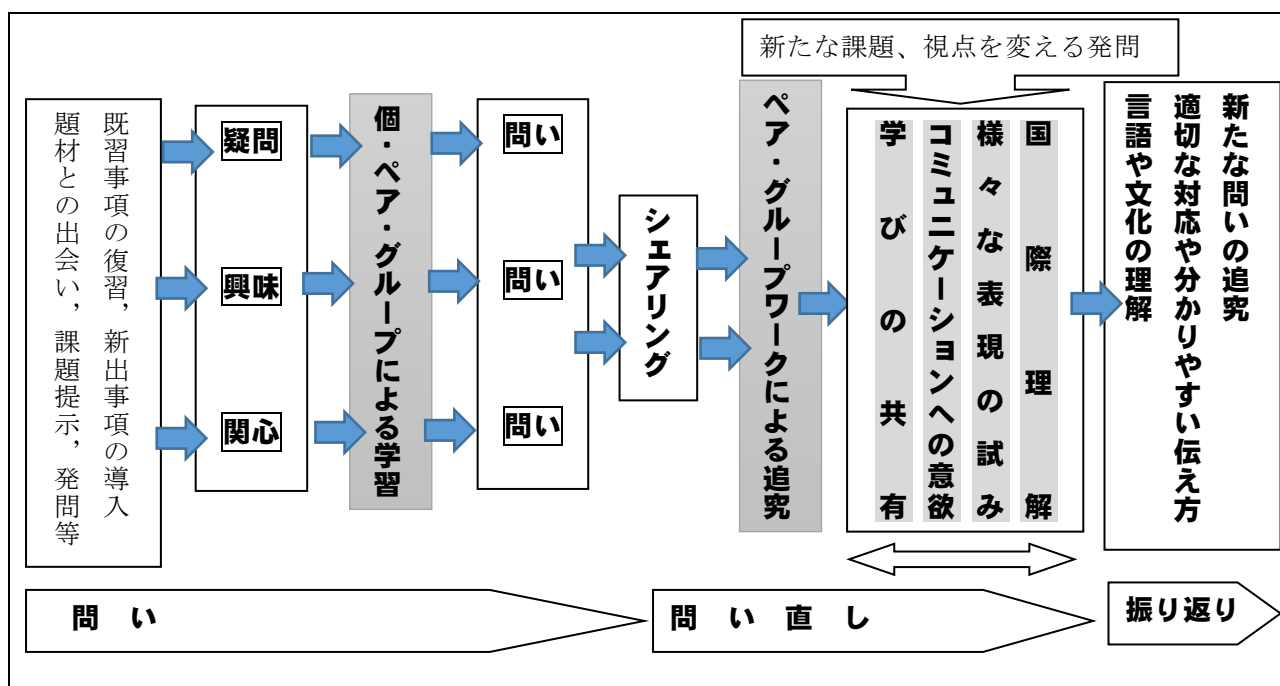 新たな課題、視点を変える発問
既習事項の復習，新出事項の導入
題材との出会い，課題提示，発問等
疑問
興味
関心
個・ペア・グループによる学習
問い
問い
問い
シェアリング
ペア・グループワークによる追究
国際理解
様々な表現の試み
コミュニケーションへの意欲
学びの共有
新たな問いの追究
適切な対応や分かりやすい伝え方
言語や文化の理解
問い
問い直し
振り返り